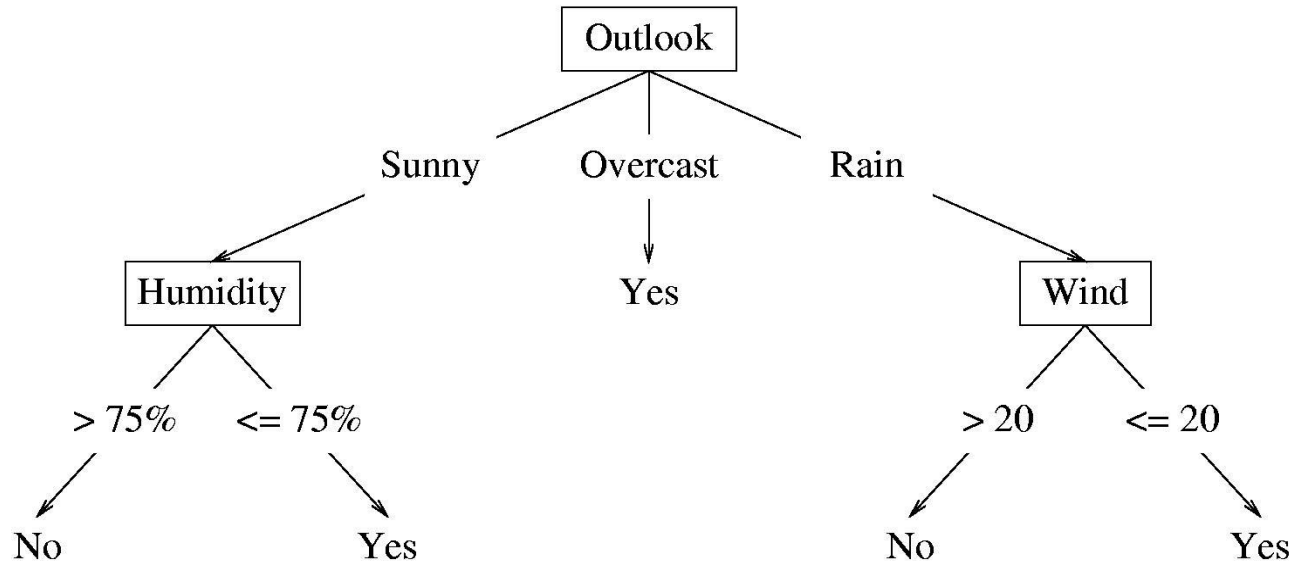 Outlook
Sunny Overcast Rain
Humidity Yes Wind
> 75% <= 75% > 20 <= 20
No Yes No Yes